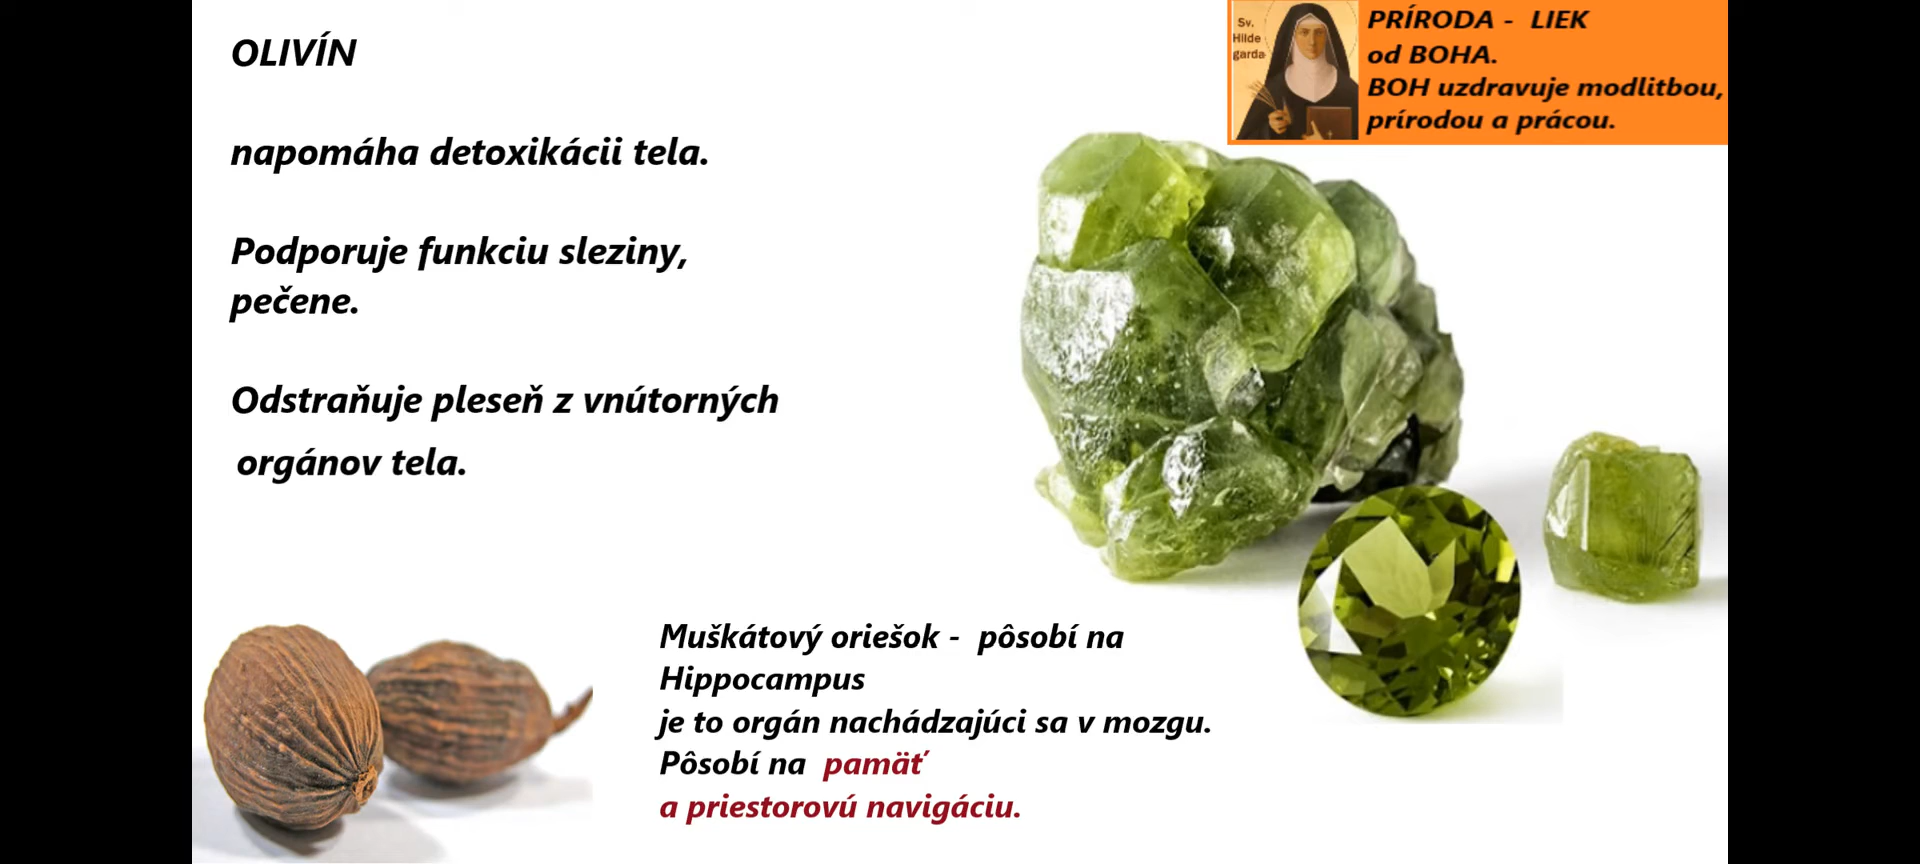 OLIVÍN
napomáha detoxikácii tela.
Podporuje funkciu sleziny,
pečene.
Odstraňuje pleseň z vnútorných
orgánov tela.
Sv.
Hilde
garda
PRÍRODA - LIEK
od BOHA.
BOH uzdravuje modlitbou,
prírodou a prácou.
Muškátový oriešok - pôsobí na
Hippocampus
je to orgán nachádzajúci sa v mozgu.
Pôsobí na pamäť
a priestorovú navigáciu.